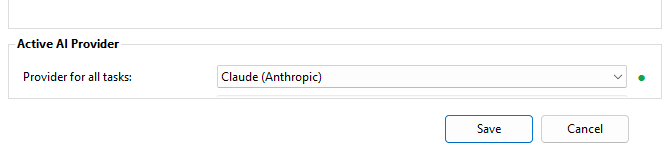 Active AI Provider
Provider for all tasks: Claude (Anthropic)
Save Cancel